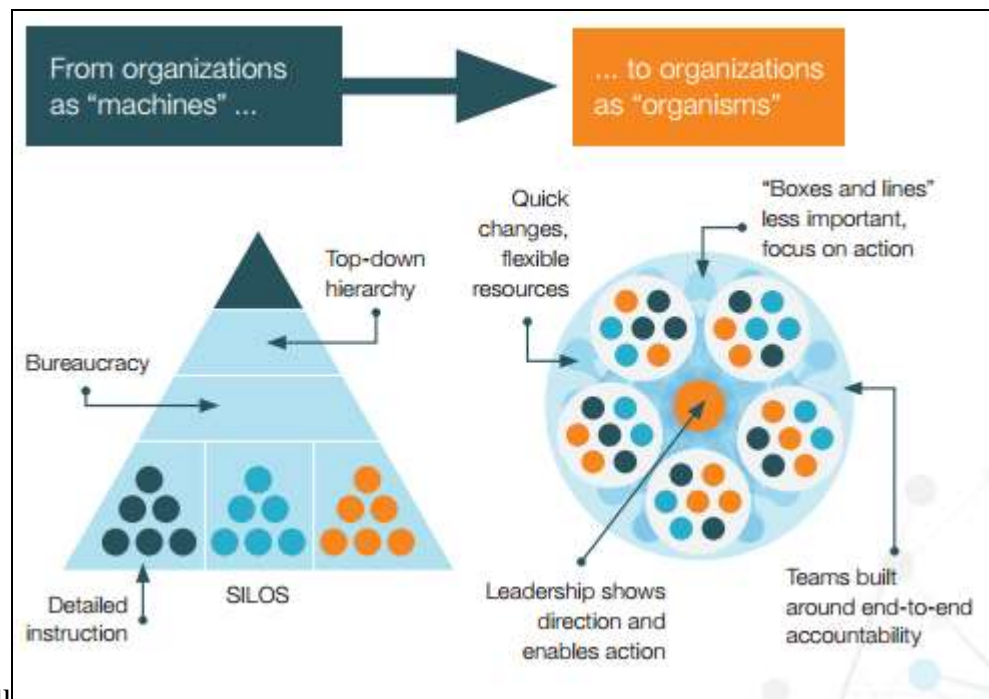 From organizations
as “machines” ...
... to organizations
as “organisms”
Quick
changes,
flexible
resources
“Boxes and lines”
less important,
focus on action
Top-down
hierarchy
Bureaucracy
Detailed
instruction
SILOS
Leadership shows
direction and
enables action
Teams built
around end-to-end
accountability